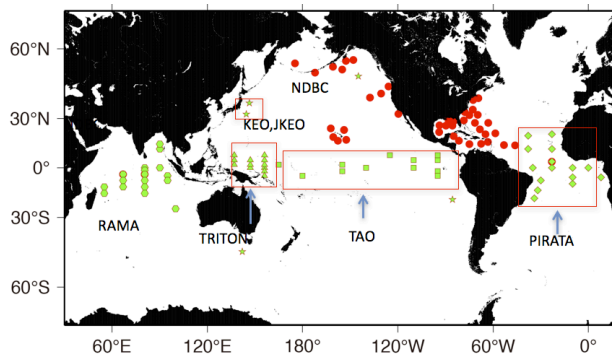 60°N
NDBC
30°N
KEO,JKEO
0°
30°S
RAMA
TRITON
TAO
PIRATA
60°S
60°E
120°E
180°
120°W
60°W
0°